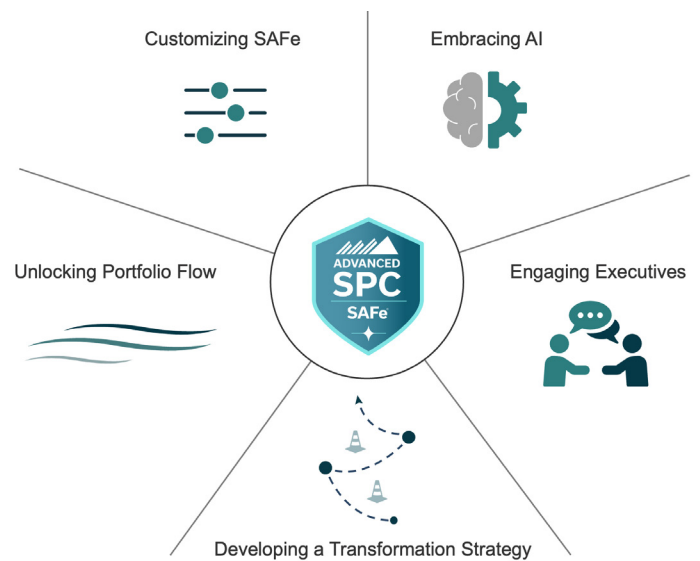 Customizing SAFe
Embracing AI
Unlocking Portfolio Flow
ADVANCED
SPC
SAFe
Engaging Executives
Developing a Transformation Strategy